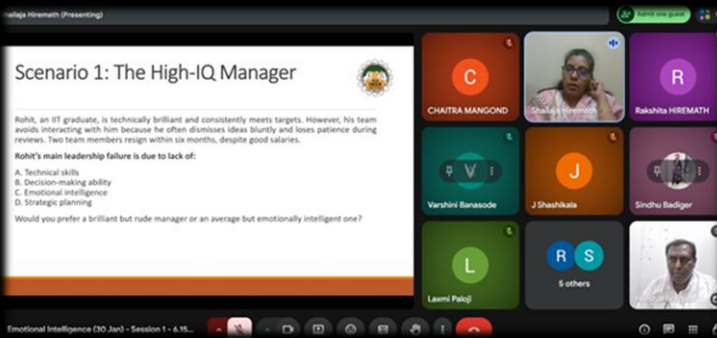 Shailaja Hiremath (Presenting)
Admit one guest
Scenario 1: The High-IQ Manager
Rohit, an IIT graduate, is technically brilliant and consistently meets targets. However, his team
avoids interacting with him because he often dismisses ideas bluntly and loses patience during
reviews. Two team members resign within six months, despite good salaries.
Rohit's main leadership failure is due to lack of:
A. Technical skills
B. Decision-making ability
C. Emotional intelligence
D. Strategic planning
Would you prefer a brilliant but rude manager or an average but emotionally intelligent one?
C
CHAITRA MANGOND
Shailaja Hiremath
R
Rakshita HIREMATH
V
Varshini Banasode
J
J Shashikala
Sindhu Badiger
L
Laxmi Paloji
R S
5 others
Emotional Intelligence (30 Jan) - Session 1 - 6.15...